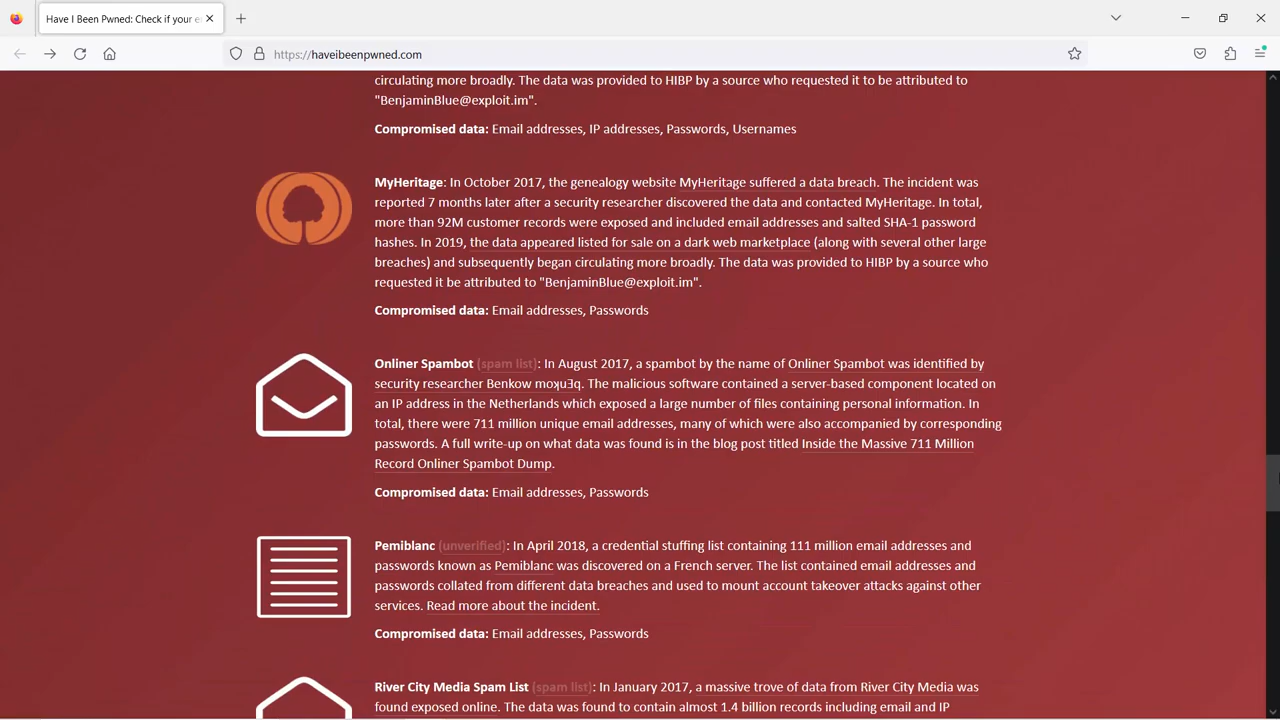 Have I Been Pwned: Check if your e
https://haveibeenpwned.com
circulating more broadly. The data was provided to HIBP by a source who requested it to be attributed to
"BenjaminBlue@exploit.im".
Compromised data: Email addresses, IP addresses, Passwords, Usernames
MyHeritage: In October 2017, the genealogy website MyHeritage suffered a data breach. The incident was
reported 7 months later after a security researcher discovered the data and contacted MyHeritage. In total,
more than 92M customer records were exposed and included email addresses and salted SHA-1 password
hashes. In 2019, the data appeared listed for sale on a dark web marketplace (along with several other large
breaches) and subsequently began circulating more broadly. The data was provided to HIBP by a source who
requested it be attributed to "BenjaminBlue@exploit.im".
Compromised data: Email addresses, Passwords
Onliner Spambot (spam list): In August 2017, a spambot by the name of Onliner Spambot was identified by
security researcher Benkow moʞuƎq. The malicious software contained a server-based component located on
an IP address in the Netherlands which exposed a large number of files containing personal information. In
total, there were 711 million unique email addresses, many of which were also accompanied by corresponding
passwords. A full write-up on what data was found is in the blog post titled Inside the Massive 711 Million
Record Onliner Spambot Dump.
Compromised data: Email addresses, Passwords
Pemiblanc (unverified): In April 2018, a credential stuffing list containing 111 million email addresses and
passwords known as Pemiblanc was discovered on a French server. The list contained email addresses and
passwords collated from different data breaches and used to mount account takeover attacks against other
services. Read more about the incident.
Compromised data: Email addresses, Passwords
River City Media Spam List (spam list): In January 2017, a massive trove of data from River City Media was
found exposed online. The data was found to contain almost 1.4 billion records including email and IP